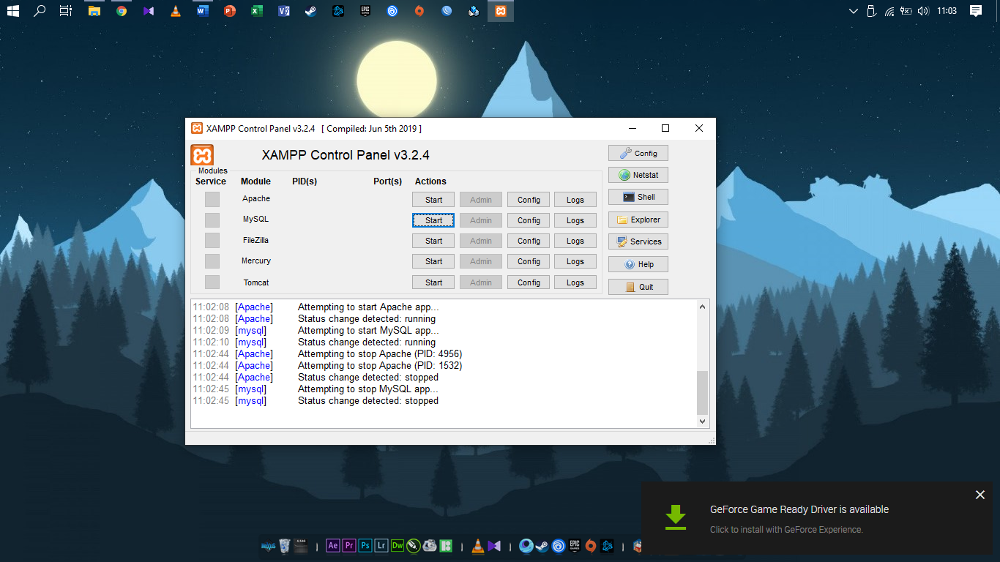 11:03
XAMPP Control Panel v3.2.4 [ Compiled: Jun 5th 2019 ]
XAMPP Control Panel v3.2.4
Config
Modules
Service Module PID(s) Port(s) Actions
Netstat
Apache Start Admin Config Logs
Shell
MySQL Start Admin Config Logs
Explorer
FileZilla Start Admin Config Logs
Services
Mercury Start Admin Config Logs
Help
Tomcat Start Admin Config Logs
Quit
11:02:08 [Apache] Attempting to start Apache app...
11:02:08 [Apache] Status change detected: running
11:02:09 [mysql] Attempting to start MySQL app...
11:02:10 [mysql] Status change detected: running
11:02:44 [Apache] Attempting to stop Apache (PID: 4956)
11:02:44 [Apache] Attempting to stop Apache (PID: 1532)
11:02:44 [Apache] Status change detected: stopped
11:02:45 [mysql] Attempting to stop MySQL app...
11:02:45 [mysql] Status change detected: stopped
GeForce Game Ready Driver is available
Click to install with GeForce Experience.
Ae Pr Ps Lr Dw